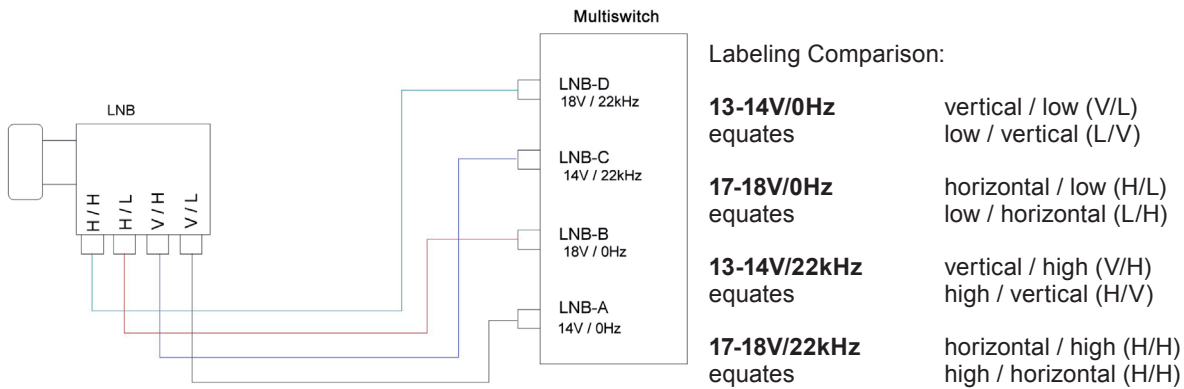 Multiswitch
LNB
H / H
H / L
V / H
V / L
LNB-D
18V / 22kHz
LNB-C
14V / 22kHz
LNB-B
18V / 0Hz
LNB-A
14V / 0Hz
Labeling Comparison:
13-14V/0Hz vertical / low (V/L)
equates low / vertical (L/V)
17-18V/0Hz horizontal / low (H/L)
equates low / horizontal (L/H)
13-14V/22kHz vertical / high (V/H)
equates high / vertical (H/V)
17-18V/22kHz horizontal / high (H/H)
equates high / horizontal (H/H)